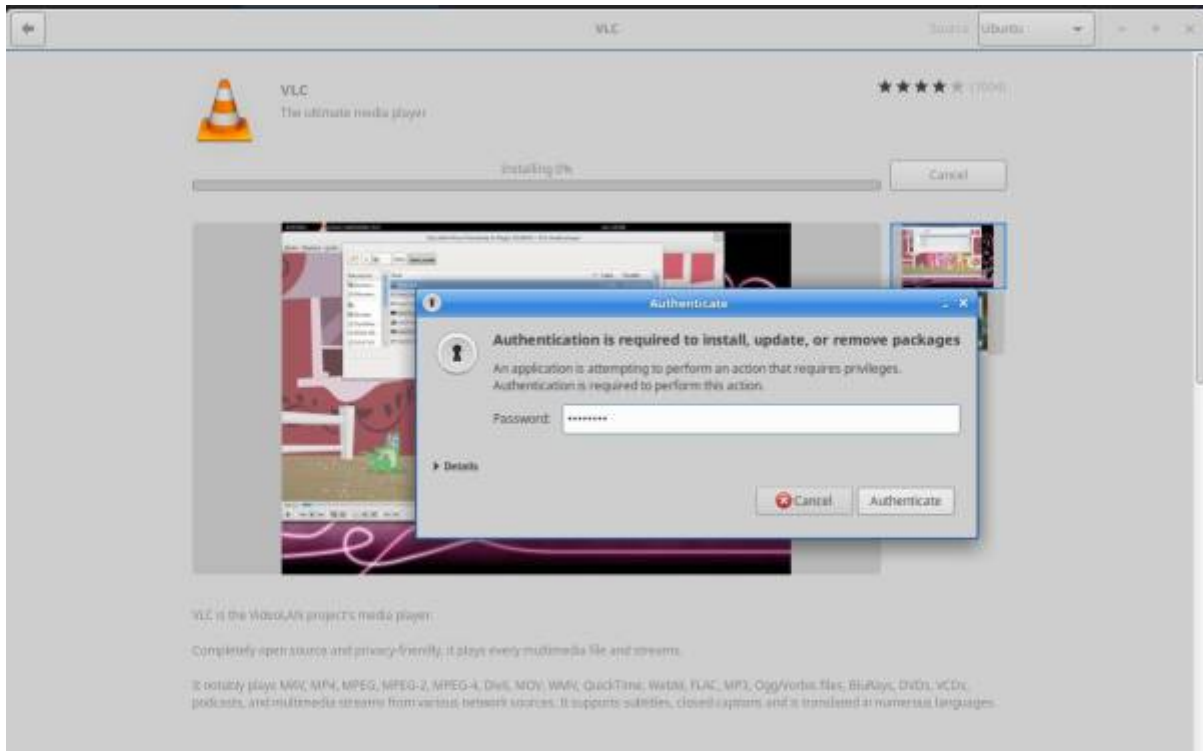 VLC
Source Ubuntu
VLC
The ultimate media player
Installing 0%
Cancel
Authenticate
Authentication is required to install, update, or remove packages
An application is attempting to perform an action that requires privileges.
Authentication is required to perform this action.
Password:
Details
Cancel
Authenticate
VLC is the VideoLAN project's media player.
Completely open source and privacy-friendly, it plays every multimedia file and streams.
It notably plays MKV, MP4, MPEG, MPEG-2, MPEG-4, DivX, MOV, WMV, QuickTime, WebM, FLAC, MP3, Ogg/Vorbis files, BluRays, DVDs, VCDs,
podcasts, and multimedia streams from various network sources. It supports subtitles, closed captions and is translated in numerous languages.